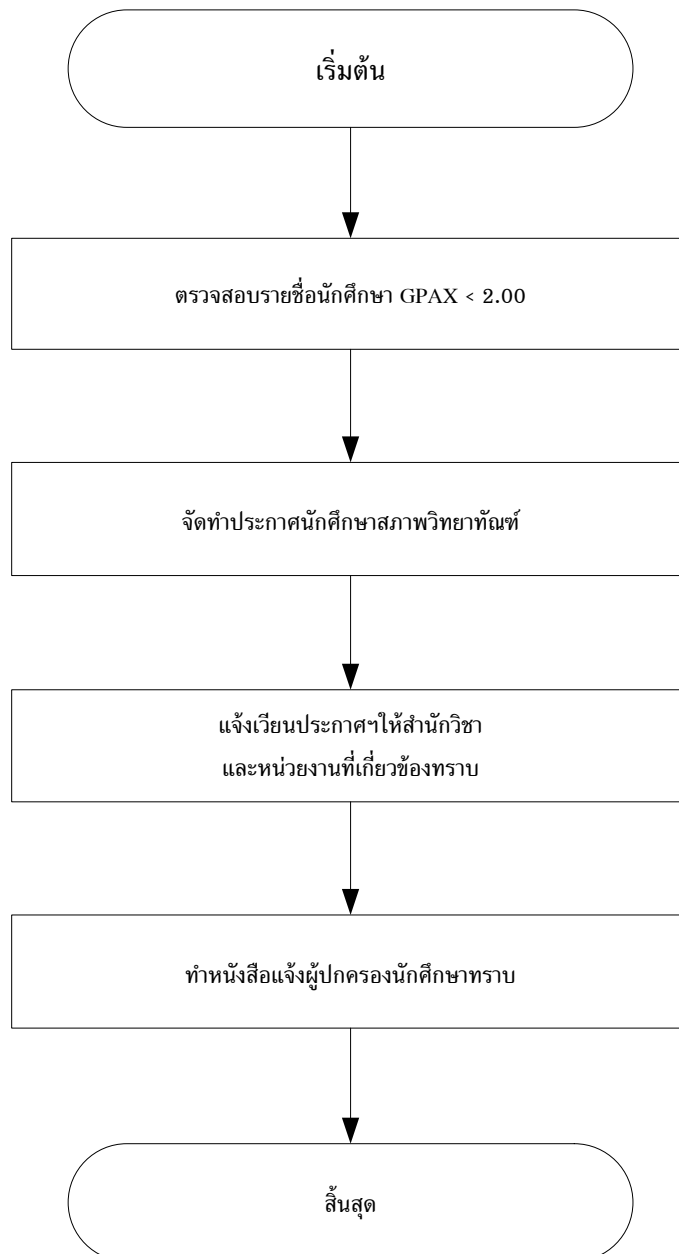 เริ่มต้น
ตรวจสอบรายชื่อนักศึกษา GPAX < 2.00
จัดทำประกาศนักศึกษาสภาพวิทยาทัณฑ์
แจ้งเวียนประกาศฯให้สำนักวิชา
และหน่วยงานที่เกี่ยวข้องทราบ
ทำหนังสือแจ้งผู้ปกครองนักศึกษาทราบ
สิ้นสุด